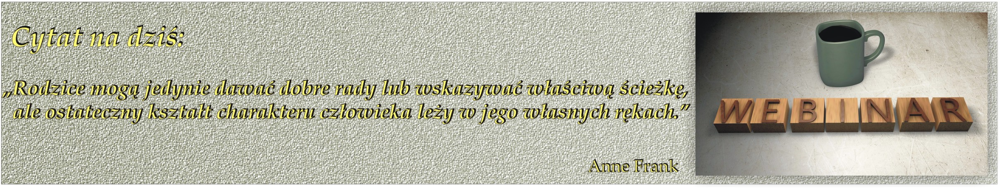 Cytat na dziś:
„Rodzice mogą jedynie dawać dobre rady lub wskazywać właściwą ścieżkę,
ale ostateczny kształt charakteru człowieka leży w jego własnych rękach.”
Anne Frank
WEBINAR